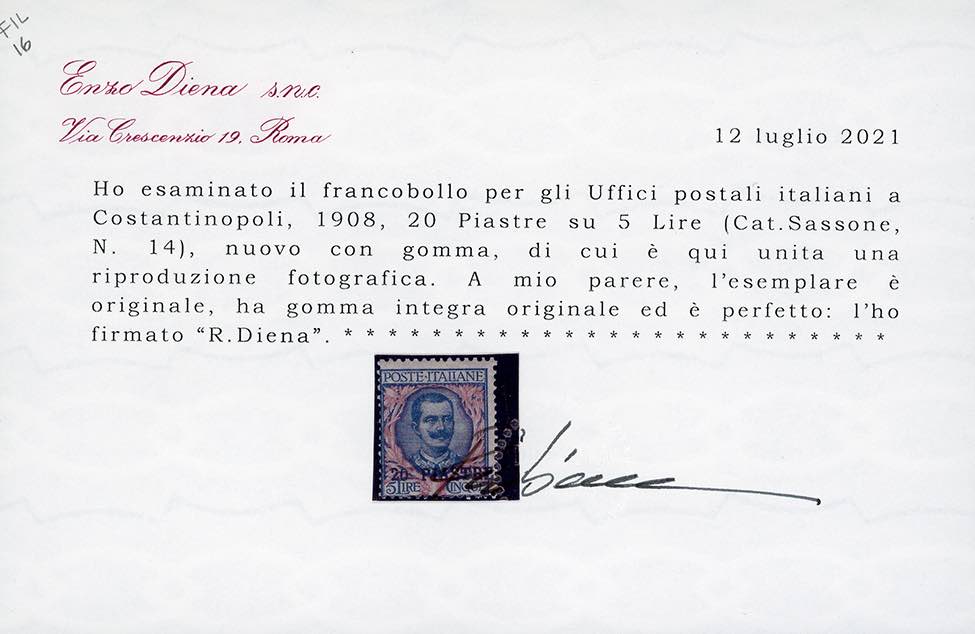 FIL
16
Enzo Diena s.n.c.
Via Crescenzio 19, Roma
12 luglio 2021
Ho esaminato il francobollo per gli Uffici postali italiani a
Costantinopoli, 1908, 20 Piastre su 5 Lire (Cat.Sassone,
N. 14), nuovo con gomma, di cui è qui unita una
riproduzione fotografica. A mio parere, l’esemplare è
originale, ha gomma integra originale ed è perfetto: l’ho
firmato “R.Diena”. * * * * * * * * * * * * * * * * * * * * * * * * *
POSTE·ITALIANE
20 PIASTRE
5 LIRE